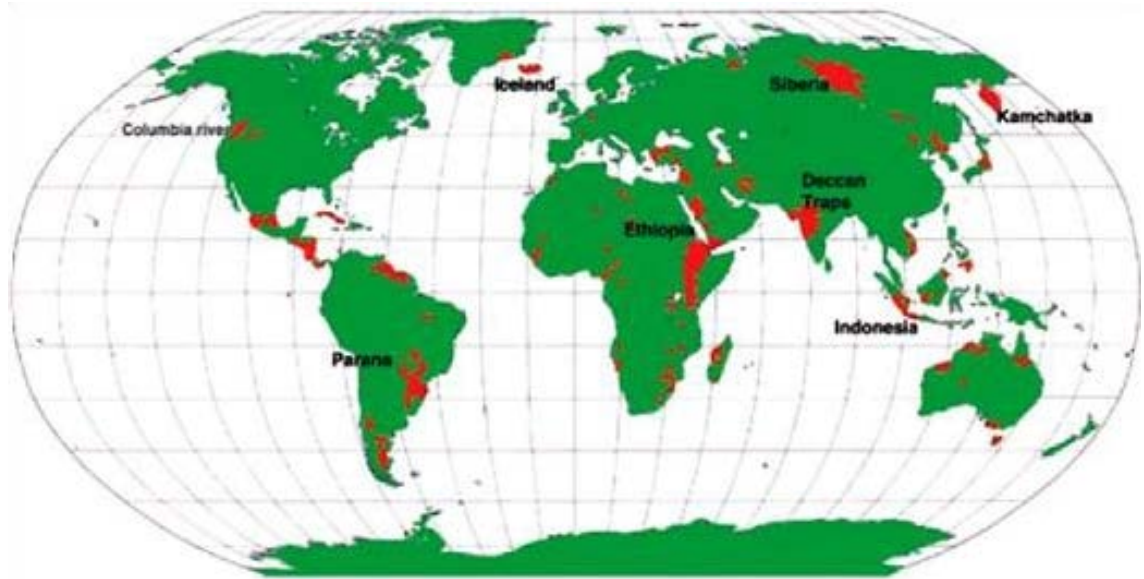 Iceland
Siberia
Kamchatka
Columbia river
Deccan
Traps
Ethiopia
Indonesia
Parana